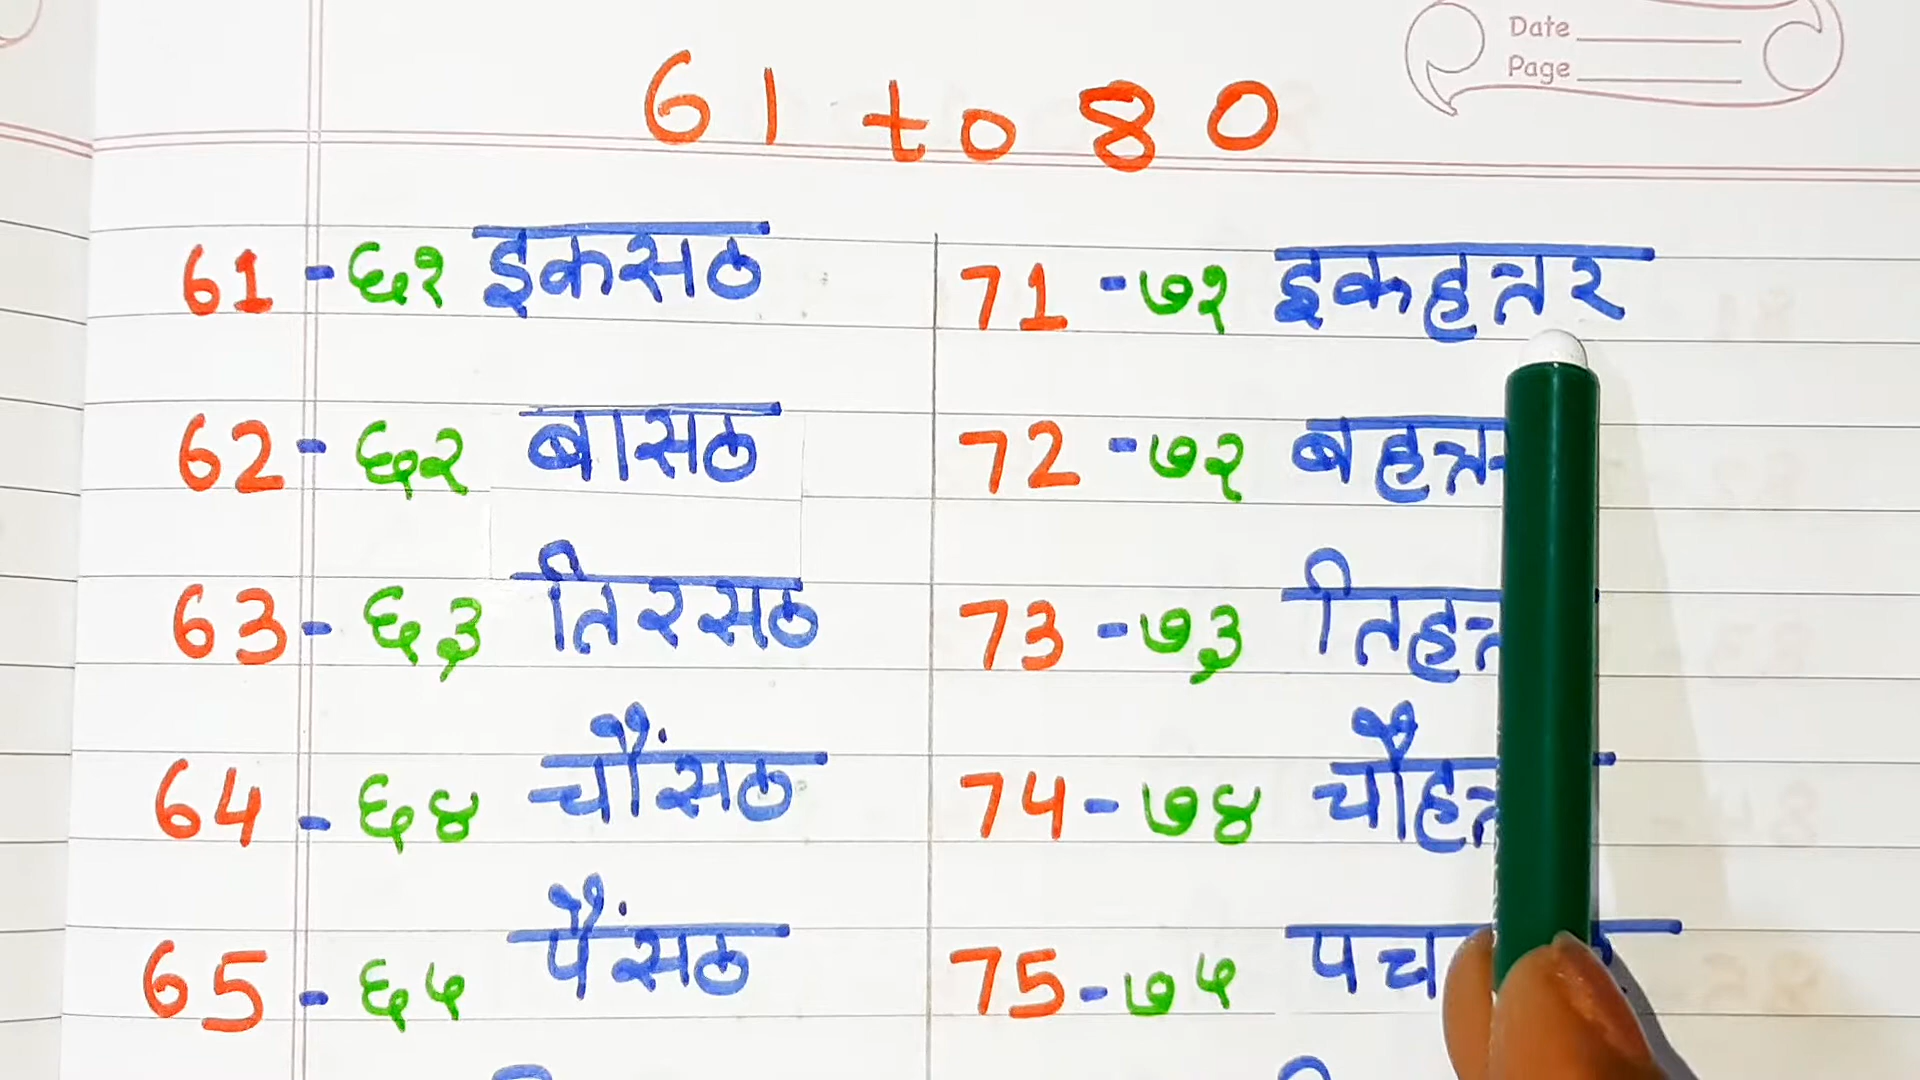 Date
Page
61 to 80
61 - ६१ इकसठ
62 - ६२ बासठ
63 - ६३ तिरसठ
64 - ६४ चौंसठ
65 - ६५ पैंसठ
71 - ७१ इकहत्तर
72 - ७२
73 - ७३
74 - ७४
75 - ७५